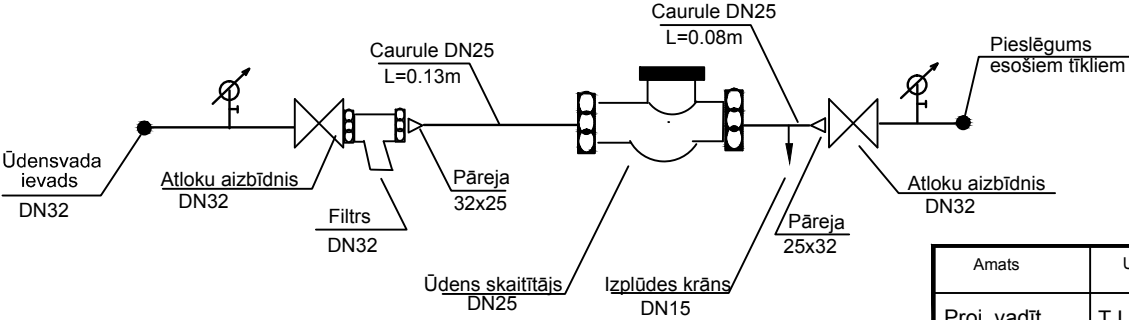 Caurule DN25
L=0.08m
Caurule DN25
L=0.13m
Pieslēgums
esošiem tīkliem
Ūdensvada
ievads
DN32
Atloku aizbīdnis
DN32
Filtrs
DN32
Pāreja
32x25
Ūdens skaitītājs
DN25
Izplūdes krāns
DN15
Pāreja
25x32
Atloku aizbīdnis
DN32
Amats
Proj. vadīt.